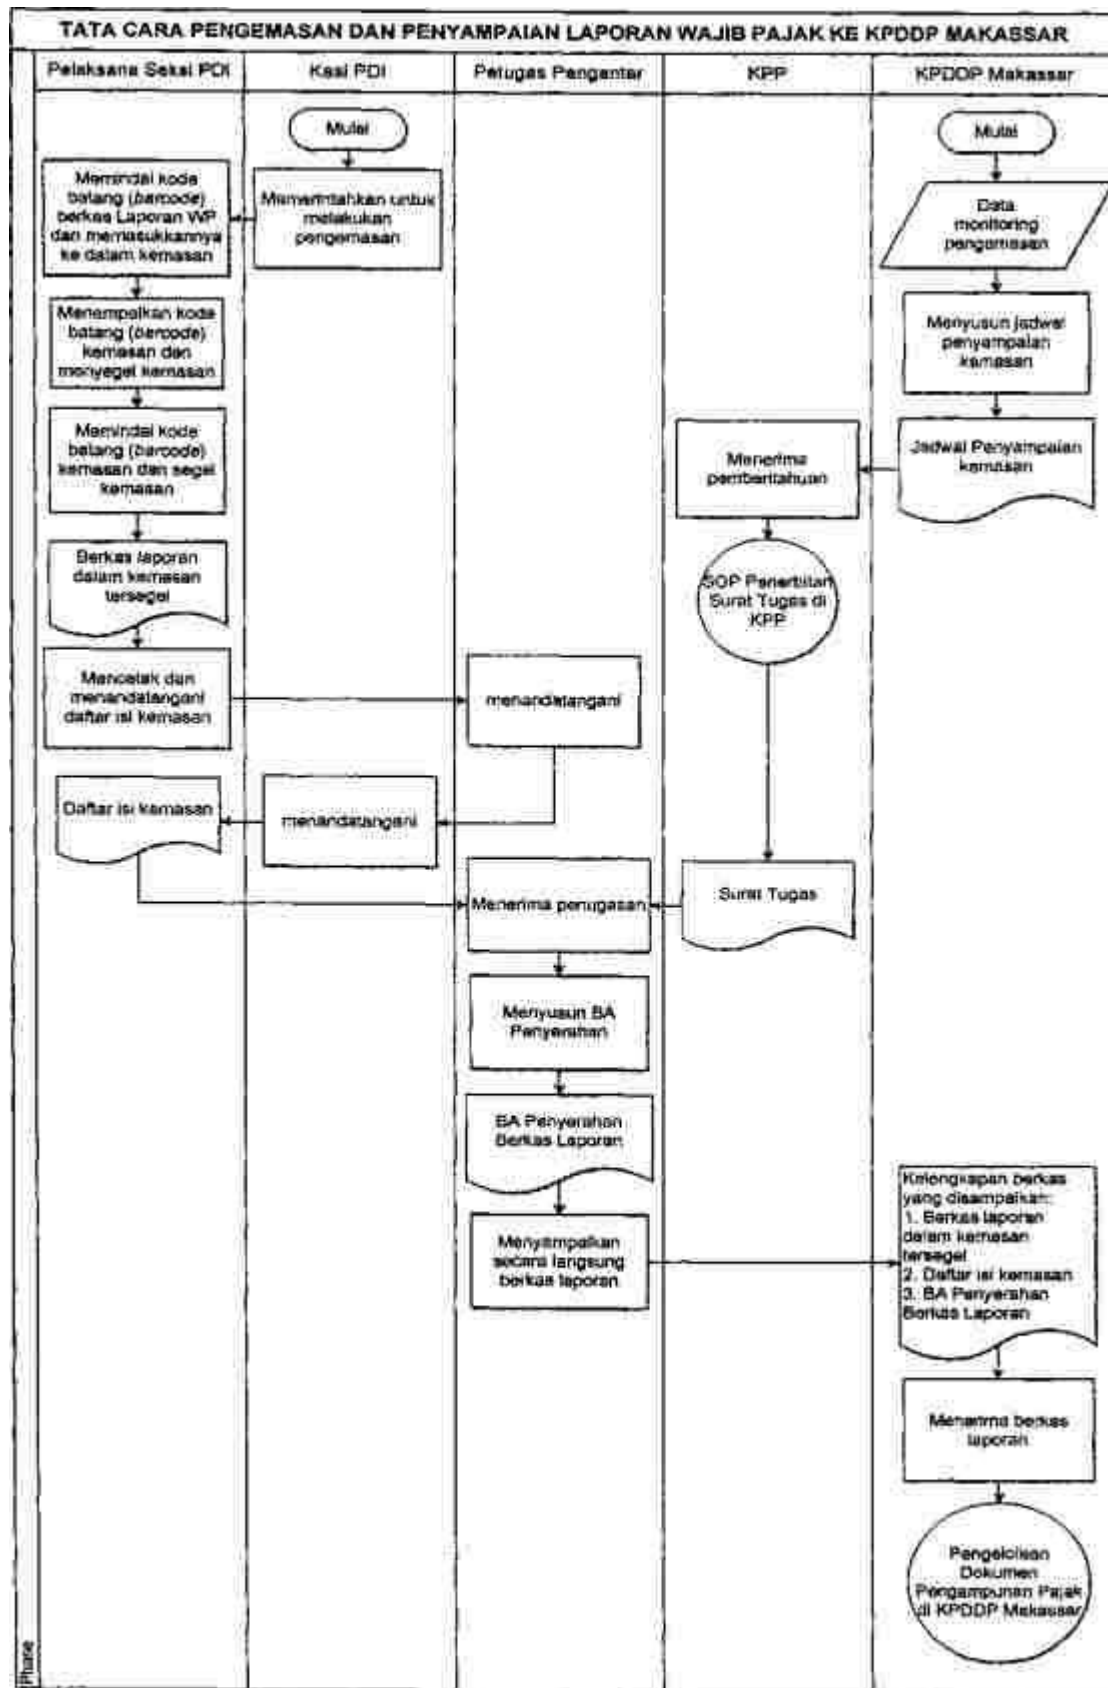 TATA CARA PENGEMASAN DAN PENYAMPAIAN LAPORAN WAJIB PAJAK KE KPDDP MAKASSAR
Pelaksana Seksi PDI
Kasi PDI
Petugas Pengantar
KPP
KPDDP Makassar
Mulai
Mulai
Memindai kode
batang (barcode)
berkas Laporan WP
dan memasukkannya
ke dalam kemasan
Memerintahkan untuk
melakukan
pengemasan
Data
monitoring
pengemasan
Menempelkan kode
batang (barcode)
kemasan dan
menyegel kemasan
Menyusun jadwal
penyampaian
kemasan
Memindai kode
batang (barcode)
kemasan dan segel
kemasan
Menerima
pemberitahuan
Jadwal Penyampaian
kemasan
Berkas laporan
dalam kemasan
tersegel
SOP Penerbitan
Surat Tugas di
KPP
Mencetak dan
menandatangani
daftar isi kemasan
menandatangani
Daftar isi kemasan
menandatangani
Menerima penugasan
Surat Tugas
Menyusun BA
Penyerahan
BA Penyerahan
Berkas Laporan
Menyampaikan
secara langsung
berkas laporan
Kelengkapan berkas
yang disampaikan:
1. Berkas laporan
dalam kemasan
tersegel
2. Daftar isi kemasan
3. BA Penyerahan
Berkas Laporan
Menerima berkas
laporan
Pengelolaan
Dokumen
Pengampunan Pajak
di KPDDP Makassar
Phase